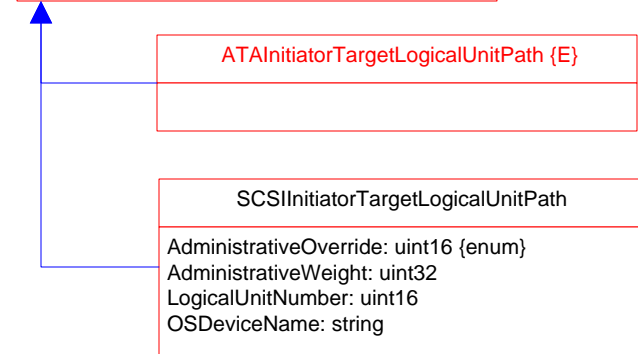 ATAInitiatorTargetLogicalUnitPath {E}
SCSIInitiatorTargetLogicalUnitPath
AdministrativeOverride: uint16 {enum}
AdministrativeWeight: uint32
LogicalUnitNumber: uint16
OSDeviceName: string